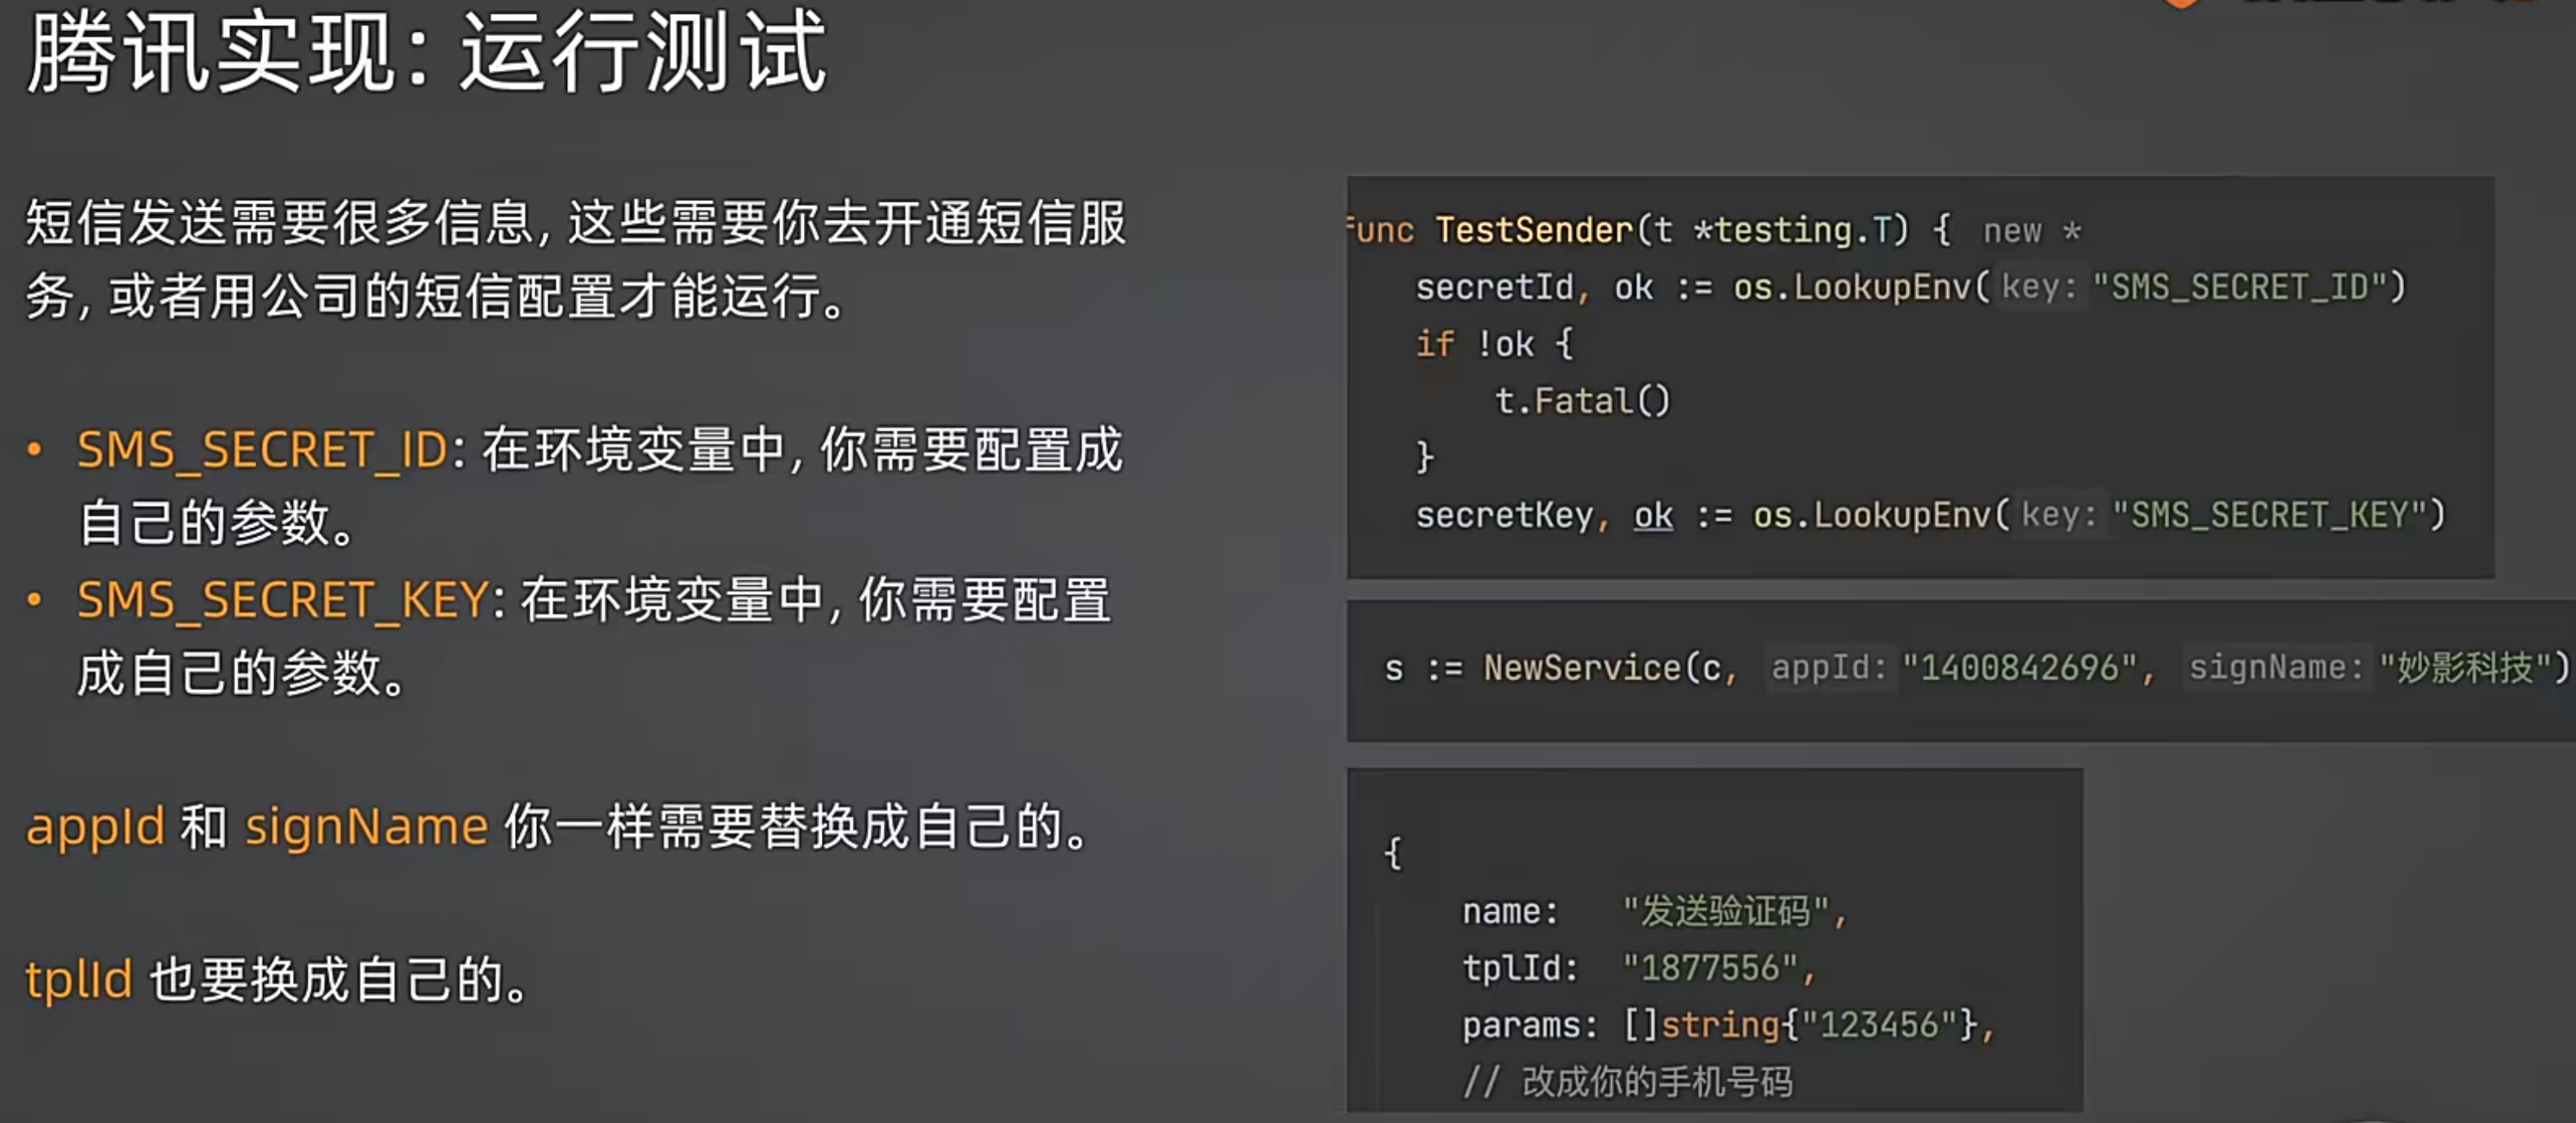 腾讯实现：运行测试
短信发送需要很多信息，这些需要你去开通短信服
务，或者用公司的短信配置才能运行。
• SMS_SECRET_ID：在环境变量中，你需要配置成
自己的参数。
• SMS_SECRET_KEY：在环境变量中，你需要配置
成自己的参数。
appId 和 signName 你一样需要替换成自己的。
tplId 也要换成自己的。
func TestSender(t *testing.T) { new *
secretId, ok := os.LookupEnv( key: "SMS_SECRET_ID")
if !ok {
t.Fatal()
}
secretKey, ok := os.LookupEnv( key: "SMS_SECRET_KEY")
s := NewService(c, appId: "1400842696", signName: "妙影科技")
{
name: "发送验证码",
tplId: "1877556",
params: []string{"123456"},
// 改成你的手机号码